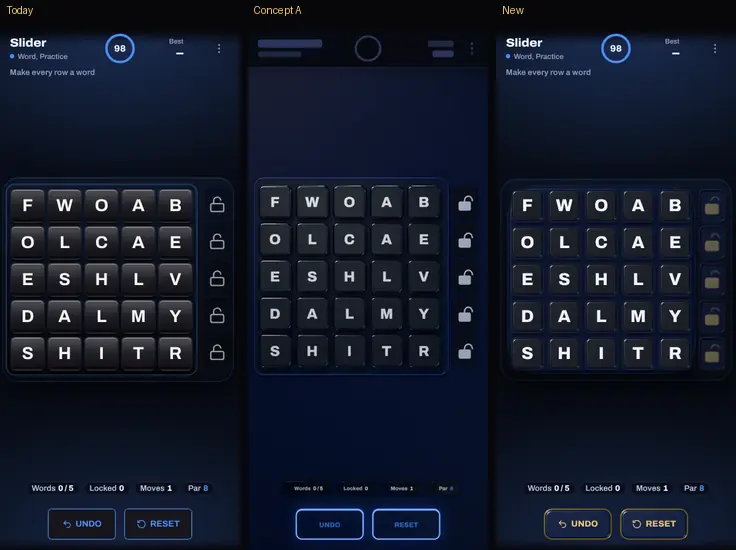 Today
Slider
98
Best
–
Word, Practice
Make every row a word
F W O A B
O L C A E
E S H L V
D A L M Y
S H I T R
Words 0/5 Locked 0 Moves 1 Par 8
UNDO RESET
Concept A
F W O A B
O L C A E
E S H L V
D A L M Y
S H I T R
Words 0/5 Locked 0 Moves 1 Par
UNDO RESET
New
Slider
98
Best
–
Word, Practice
Make every row a word
F W O A B
O L C A E
E S H L V
D A L M Y
S H I T R
Words 0/5 Locked 0 Moves 1 Par 8
UNDO RESET